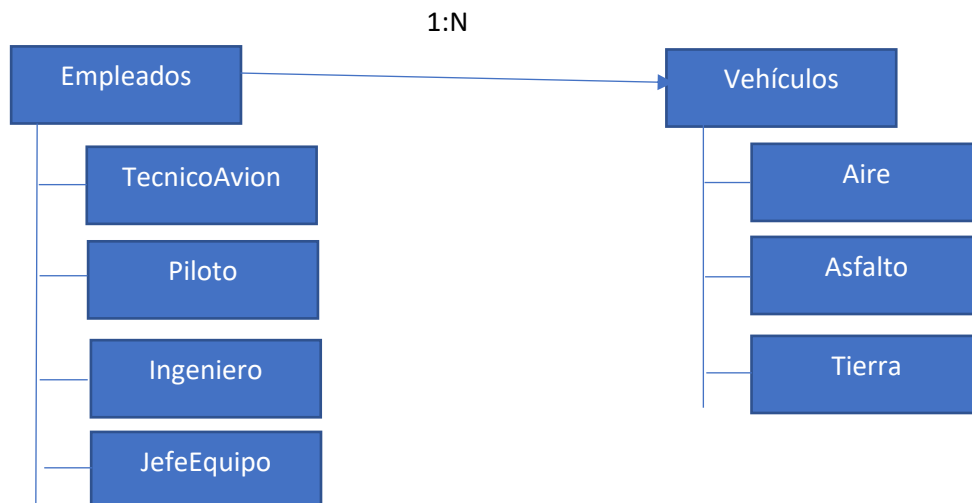 1:N
Empleados
Vehículos
TecnicoAvion
Aire
Piloto
Asfalto
Ingeniero
Tierra
JefeEquipo